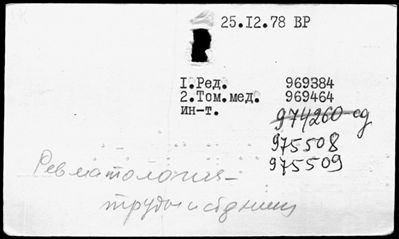 25.I2.78 ВР
I.Ред. 969384
2.Том.мед. 969464
ин-т. 974260 ед
975508
975509
Ревматология -
труды и сборники